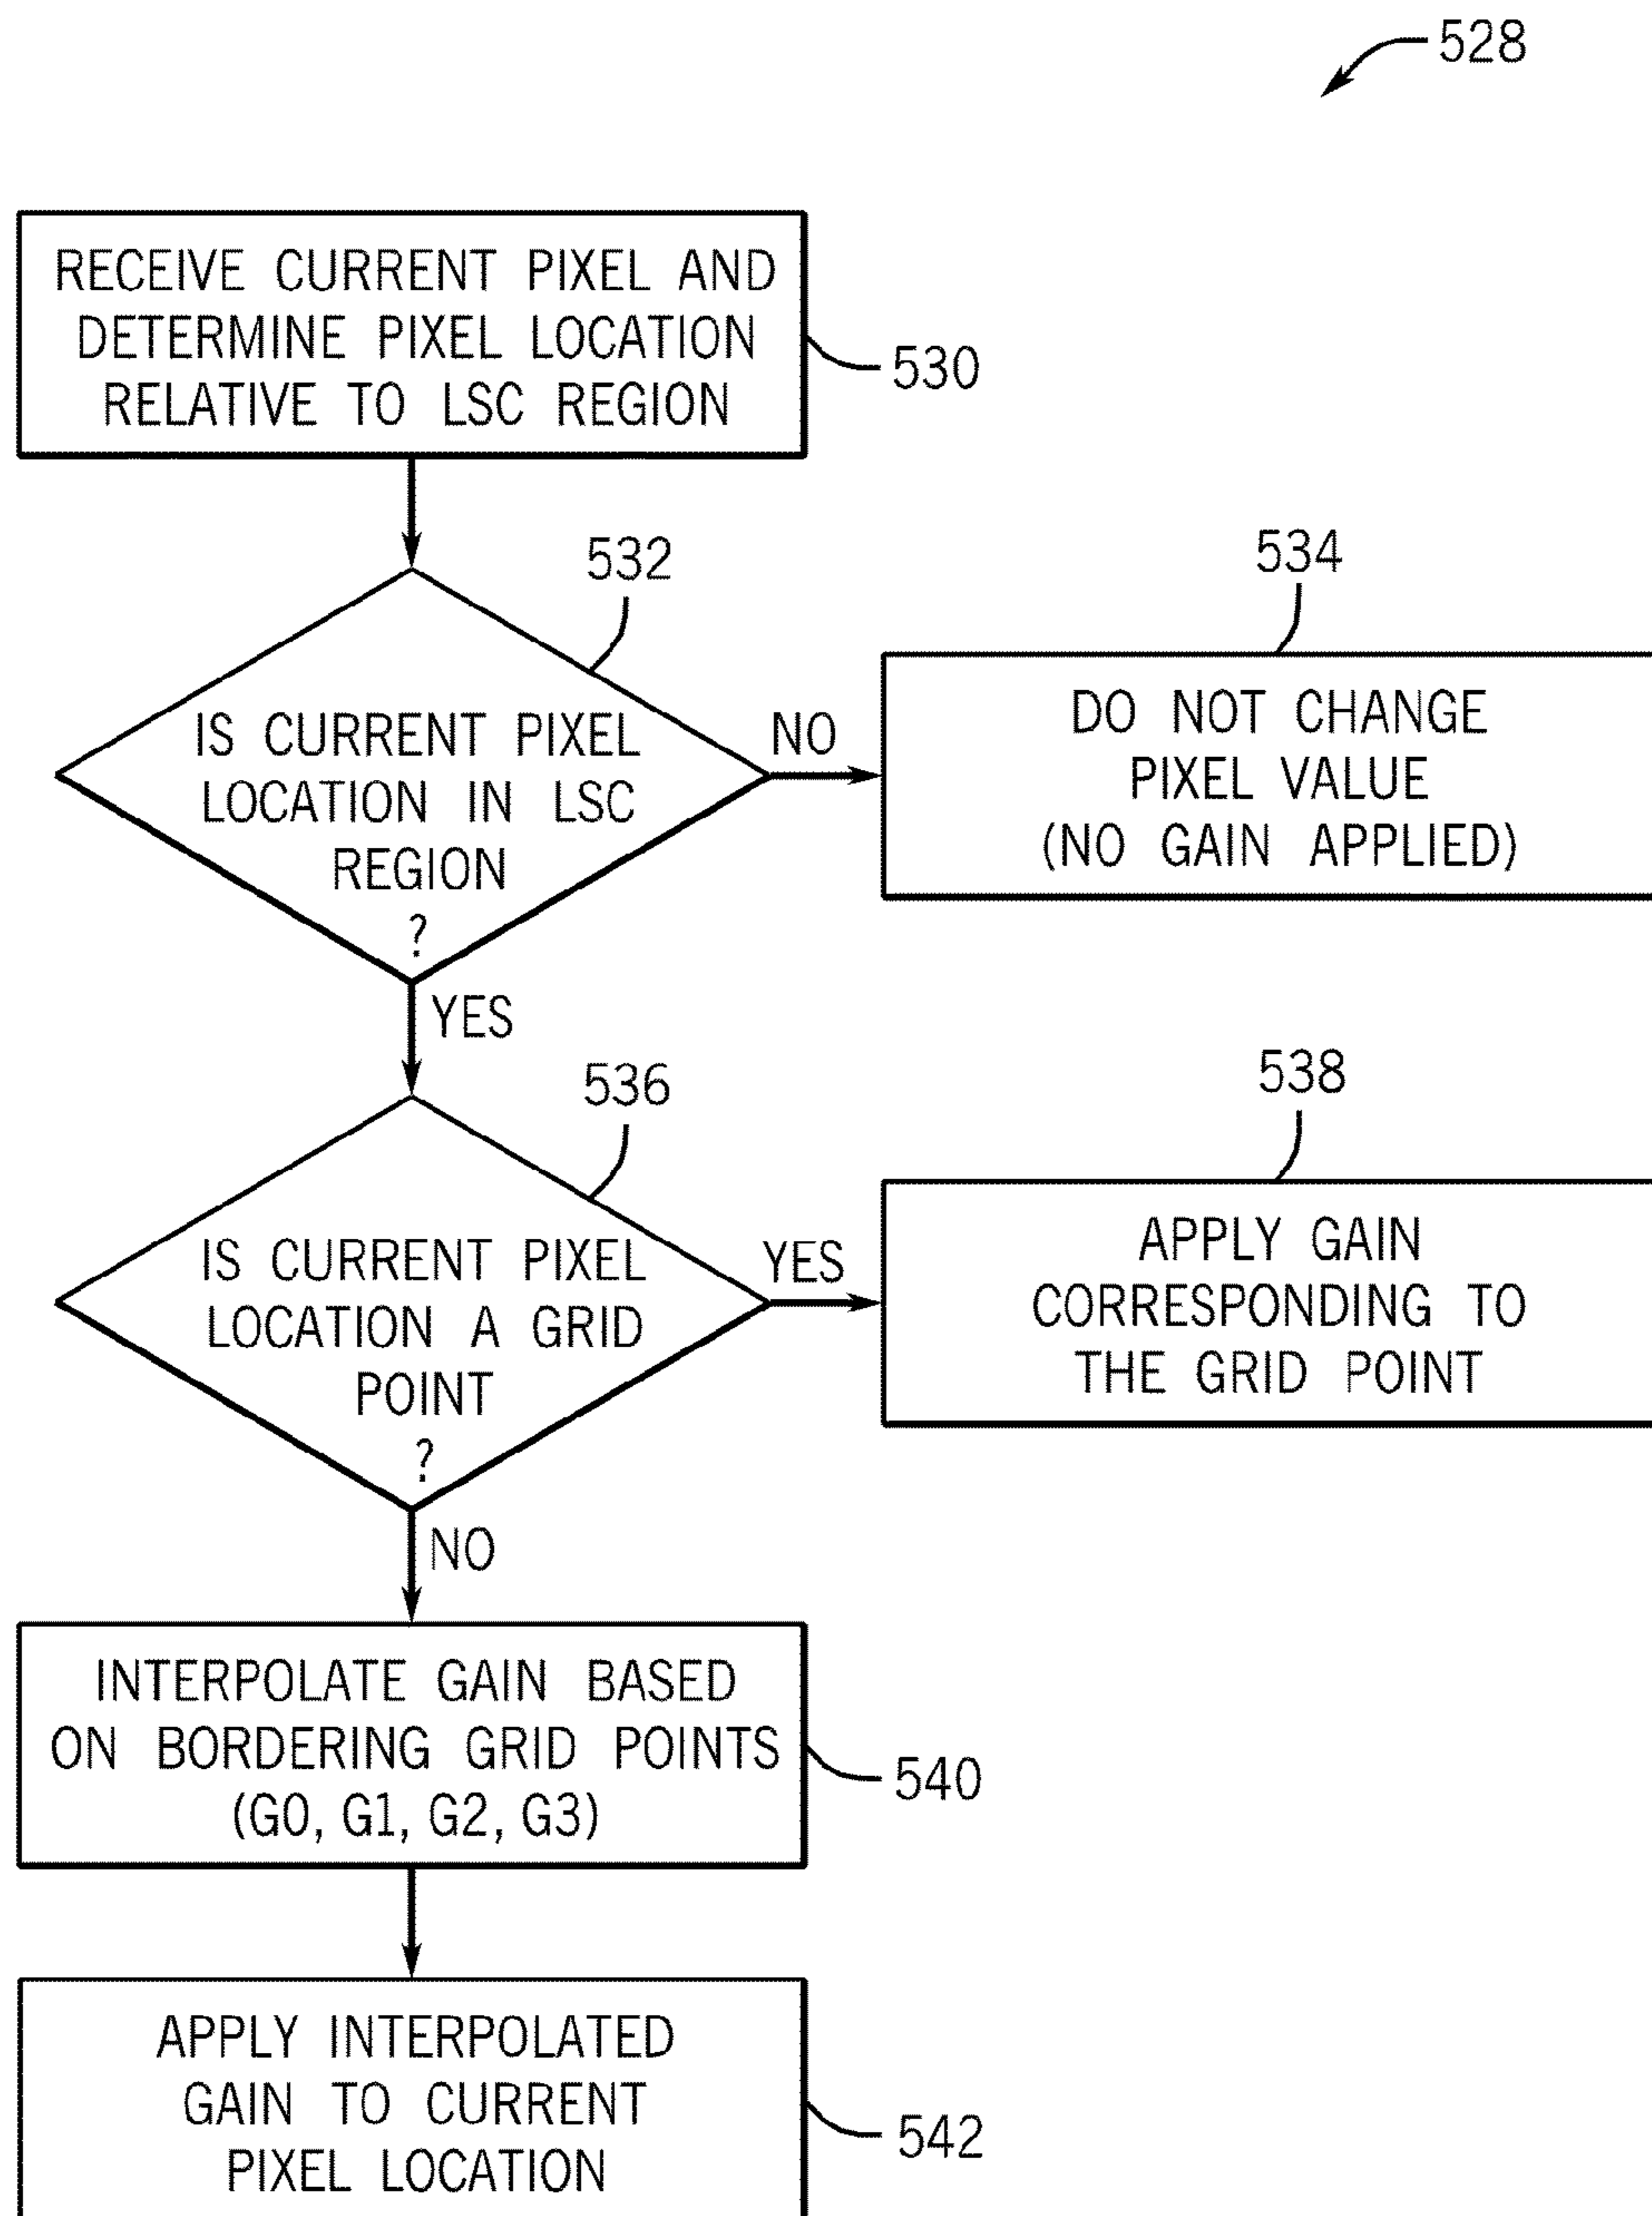 528
RECEIVE CURRENT PIXEL AND
DETERMINE PIXEL LOCATION
RELATIVE TO LSC REGION
530
532
IS CURRENT PIXEL
LOCATION IN LSC
REGION
?
NO
534
DO NOT CHANGE
PIXEL VALUE
(NO GAIN APPLIED)
YES
536
IS CURRENT PIXEL
LOCATION A GRID
POINT
?
YES
538
APPLY GAIN
CORRESPONDING TO
THE GRID POINT
NO
INTERPOLATE GAIN BASED
ON BORDERING GRID POINTS
(G0, G1, G2, G3)
540
APPLY INTERPOLATED
GAIN TO CURRENT
PIXEL LOCATION
542